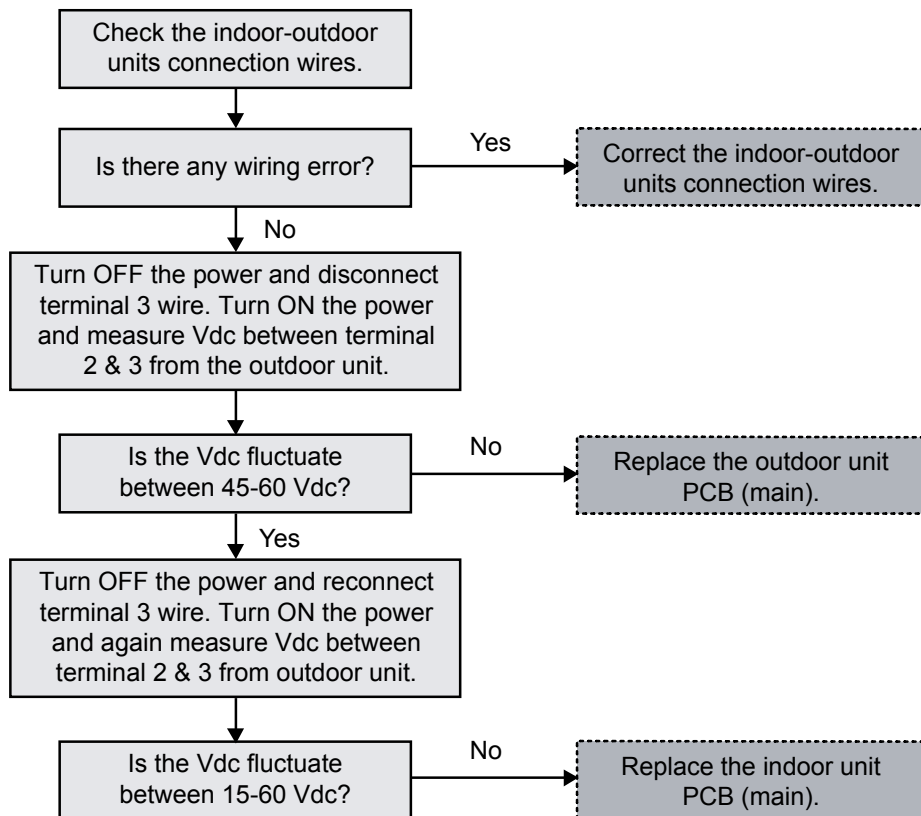 Check the indoor-outdoor
units connection wires.
Is there any wiring error?
Yes
Correct the indoor-outdoor
units connection wires.
No
Turn OFF the power and disconnect
terminal 3 wire. Turn ON the power
and measure Vdc between terminal
2 & 3 from the outdoor unit.
Is the Vdc fluctuate
between 45-60 Vdc?
No
Replace the outdoor unit
PCB (main).
Yes
Turn OFF the power and reconnect
terminal 3 wire. Turn ON the power
and again measure Vdc between
terminal 2 & 3 from outdoor unit.
Is the Vdc fluctuate
between 15-60 Vdc?
No
Replace the indoor unit
PCB (main).